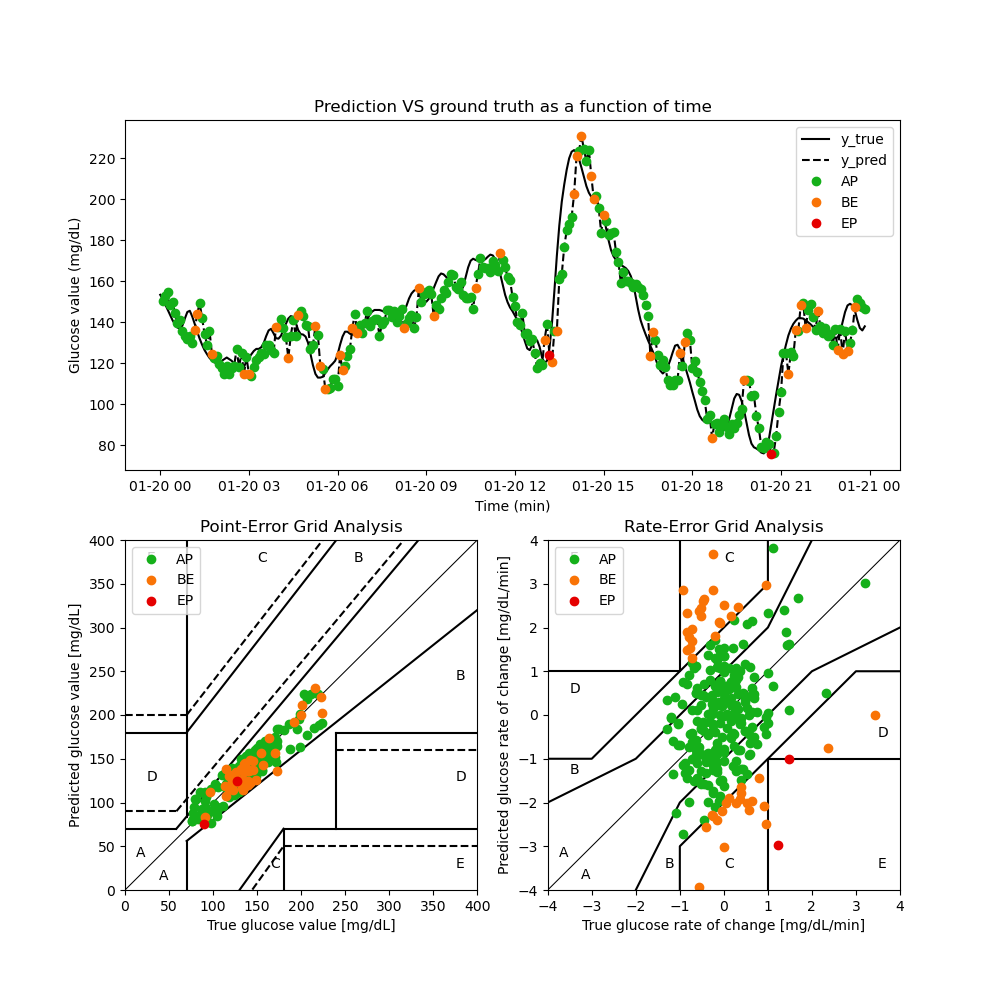 Prediction VS ground truth as a function of time
Glucose value (mg/dL)
220
200
180
160
140
120
100
80
y_true
y_pred
AP
BE
EP
01-20 00 01-20 03 01-20 06 01-20 09 01-20 12 01-20 15 01-20 18 01-20 21 01-21 00
Time (min)
Point-Error Grid Analysis
Predicted glucose value [mg/dL]
400
350
300
250
200
150
100
50
0
AP
BE
EP
C
B
B
D
D
A
A
C
E
0 50 100 150 200 250 300 350 400
True glucose value [mg/dL]
Rate-Error Grid Analysis
Predicted glucose rate of change [mg/dL/min]
4
3
2
1
0
−1
−2
−3
−4
AP
BE
EP
C
D
D
B
A
A
B
C
E
−4 −3 −2 −1 0 1 2 3 4
True glucose rate of change [mg/dL/min]